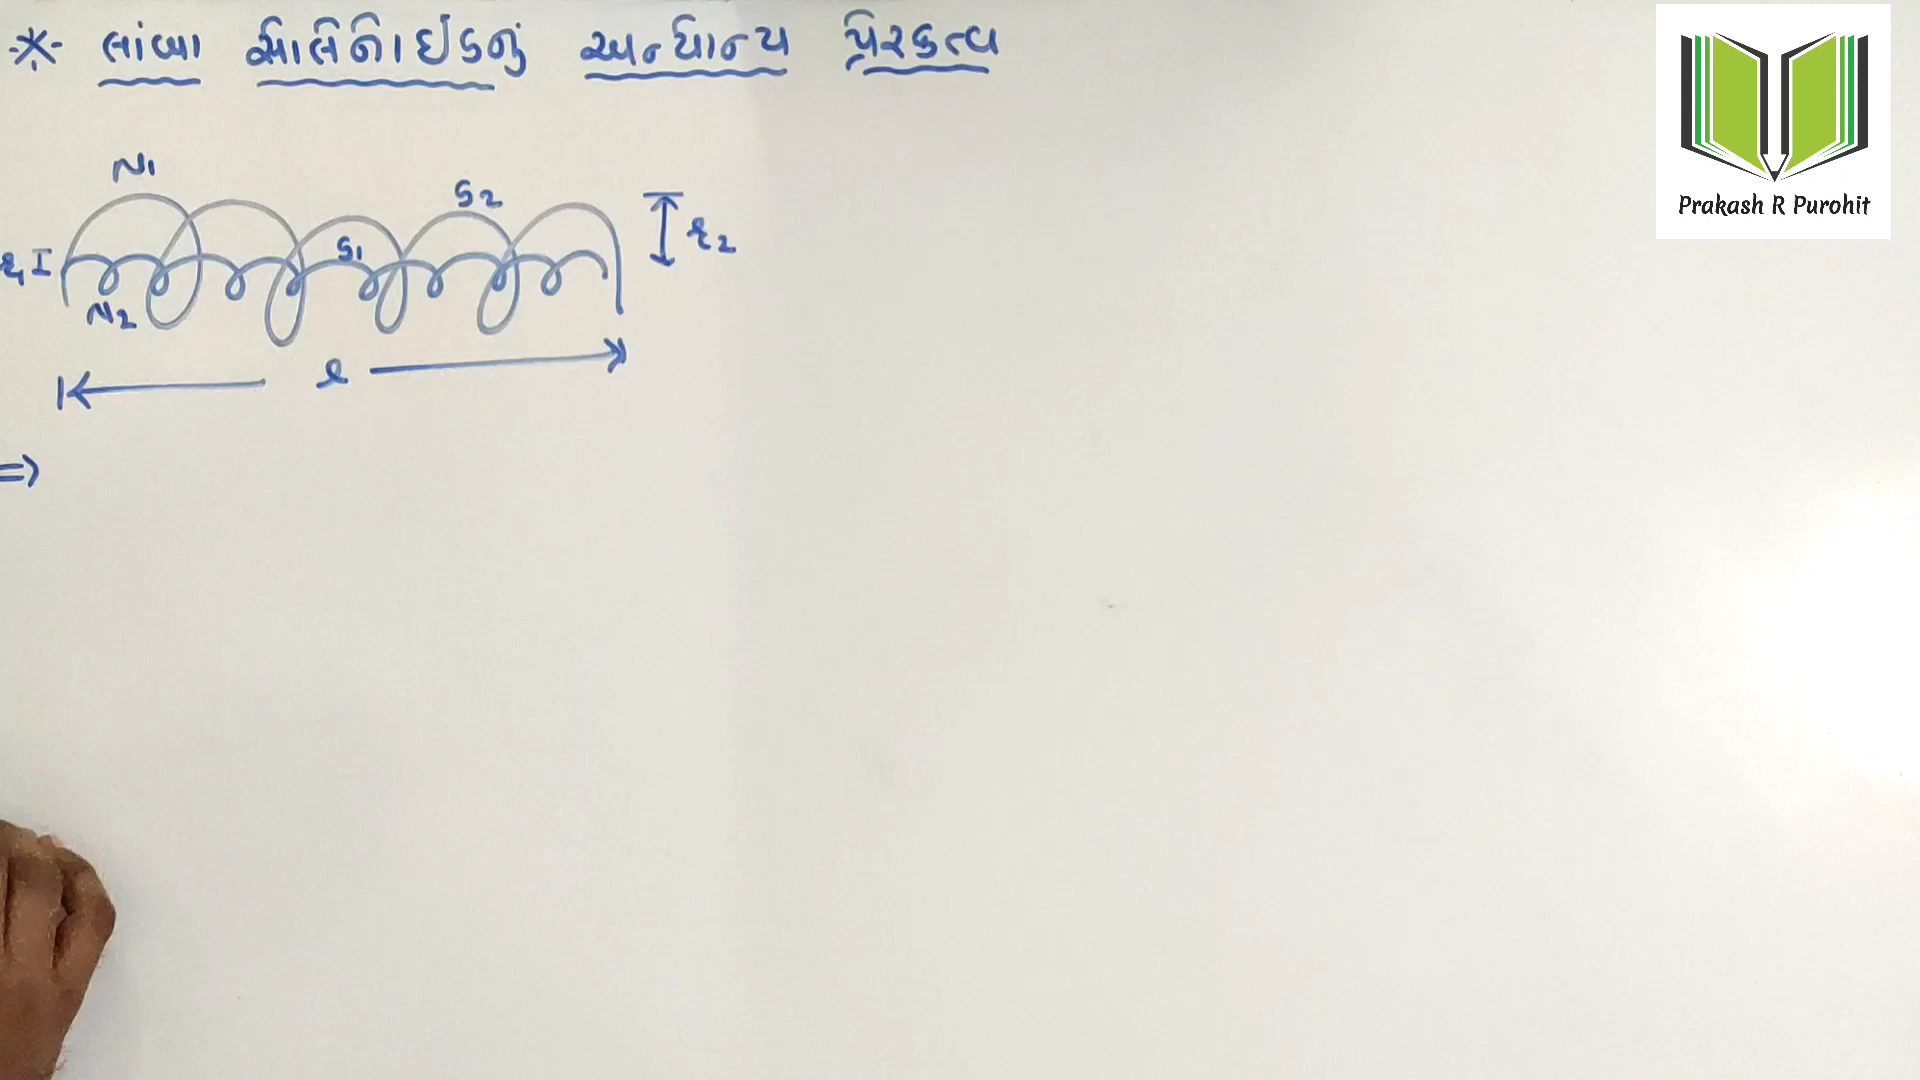 * લાંબા સોલેનોઇડનું અન્યોન્ય પ્રેરકત્વ
N1
S2
r2
r1
S1
N2
l
=>
Prakash R Purohit